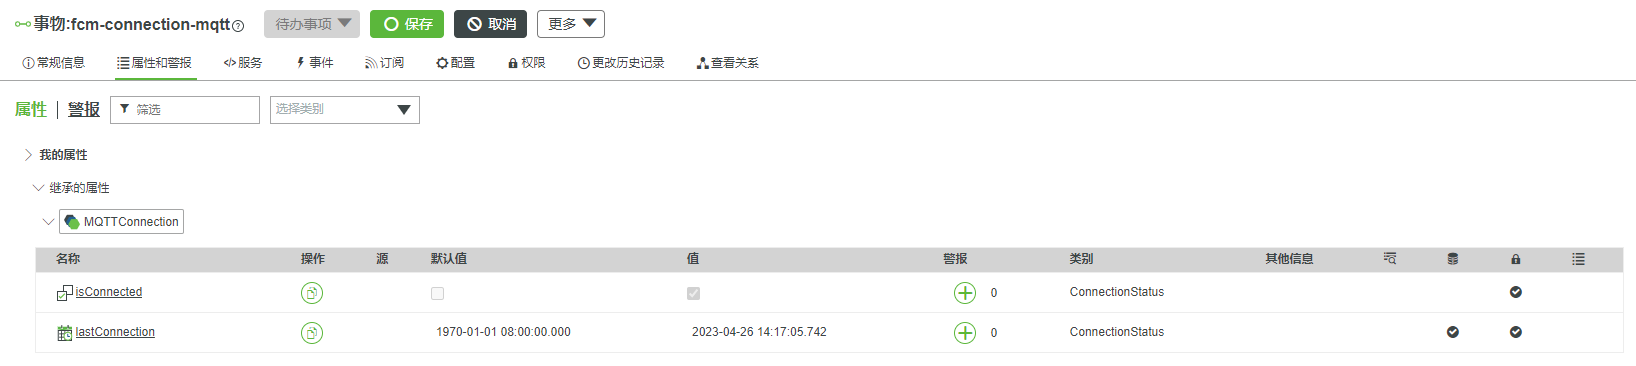 事物:fcm-connection-mqtt 待办事项 保存 取消 更多
常规信息 属性和警报 服务 事件 订阅 配置 权限 更改历史记录 查看关系
属性 | 警报 筛选 选择类别
我的属性
继承的属性
MQTTConnection
名称 操作 源 默认值 值 警报 类别 其他信息
isConnected 0 ConnectionStatus
lastConnection 1970-01-01 08:00:00.000 2023-04-26 14:17:05.742 0 ConnectionStatus